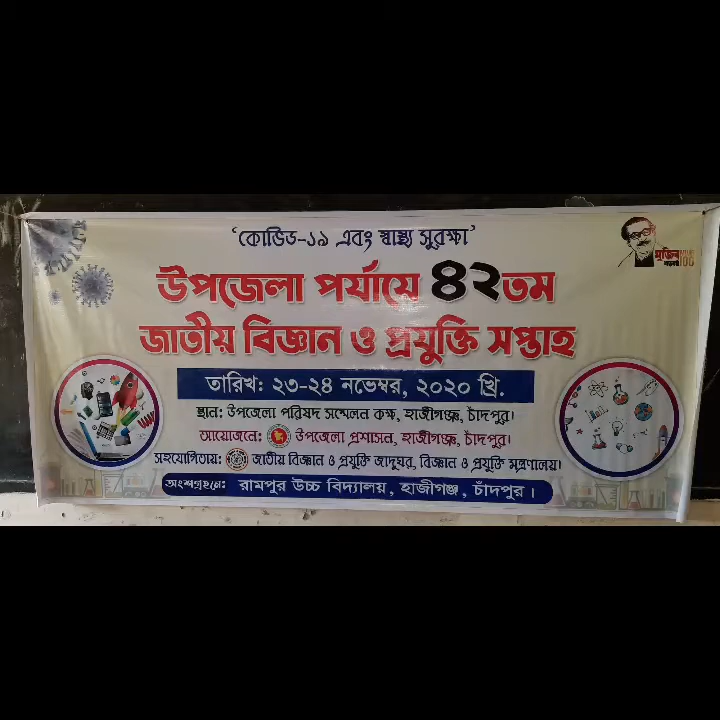 ‘কোভিড-১৯ এবং স্বাস্থ্য সুরক্ষা’
মুজিব
100
উপজেলা পর্যায়ে ৪২তম
জাতীয় বিজ্ঞান ও প্রযুক্তি সপ্তাহ
তারিখ: ২৩-২৪ নভেম্বর, ২০২০ খ্রি.
স্থান: উপজেলা পরিষদ সম্মেলন কক্ষ, হাজীগঞ্জ, চাঁদপুর।
আয়োজনে: উপজেলা প্রশাসন, হাজীগঞ্জ, চাঁদপুর।
সহযোগিতায়: জাতীয় বিজ্ঞান ও প্রযুক্তি জাদুঘর, বিজ্ঞান ও প্রযুক্তি মন্ত্রণালয়।
অংশগ্রহনে: রামপুর উচ্চ বিদ্যালয়, হাজীগঞ্জ, চাঁদপুর।